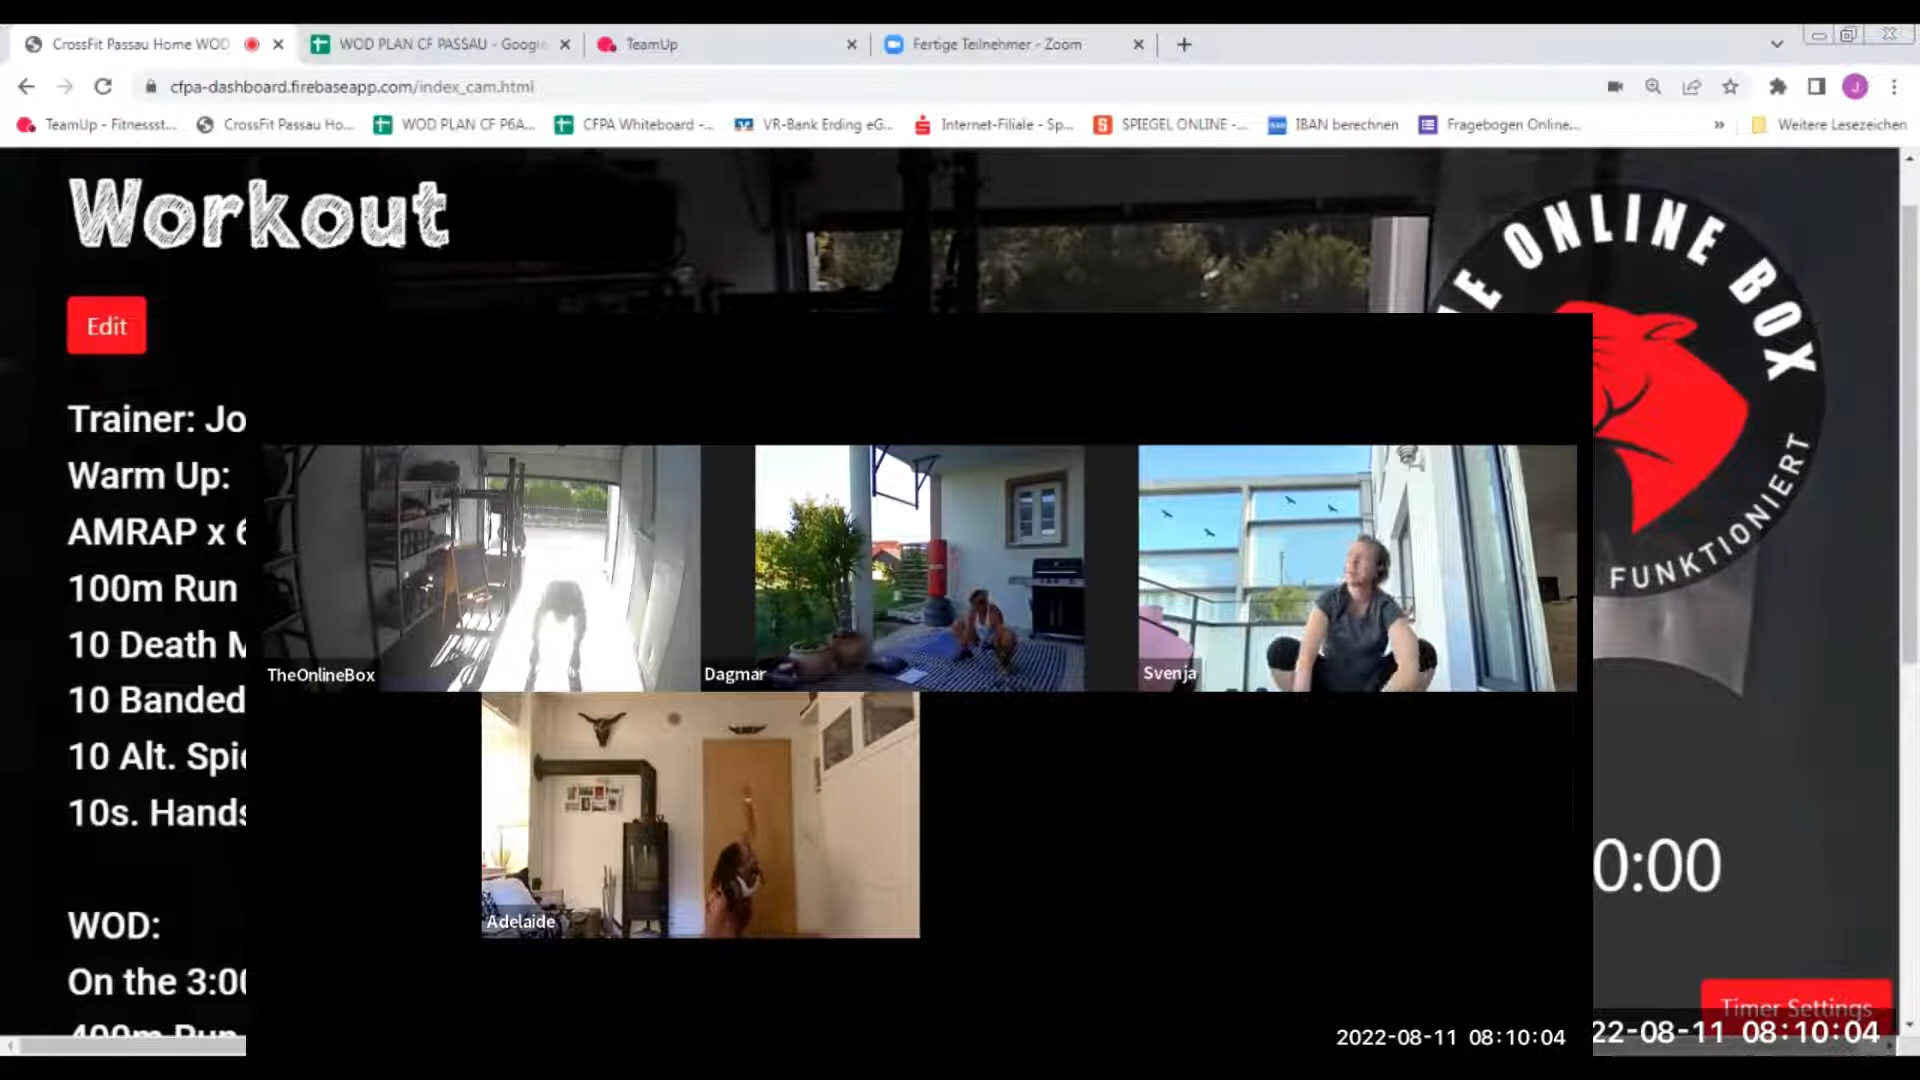 CrossFit Passau Home WOD
WOD PLAN CF PASSAU - Google
TeamUp
Fertige Teilnehmer - Zoom
cfpa-dashboard.firebaseapp.com/index_cam.html
J
TeamUp - Fitnessst...
CrossFit Passau Ho...
WOD PLAN CF P6A...
CFPA Whiteboard -...
VR-Bank Erding eG...
Internet-Filiale - Sp...
SPIEGEL ONLINE -...
IBAN berechnen
Fragebogen Online...
»
Weitere Lesezeichen
Workout
Edit
Trainer: Jo
Warm Up:
AMRAP x 6
100m Run
10 Death M
10 Banded
10 Alt. Spi
10s. Hands
WOD:
On the 3:00
400m Run
E ONLINE BOX
FUNKTIONIERT
TheOnlineBox
Dagmar
Svenja
Adelaide
0:00
Timer Settings
2022-08-11 08:10:04
22-08-11 08:10:04